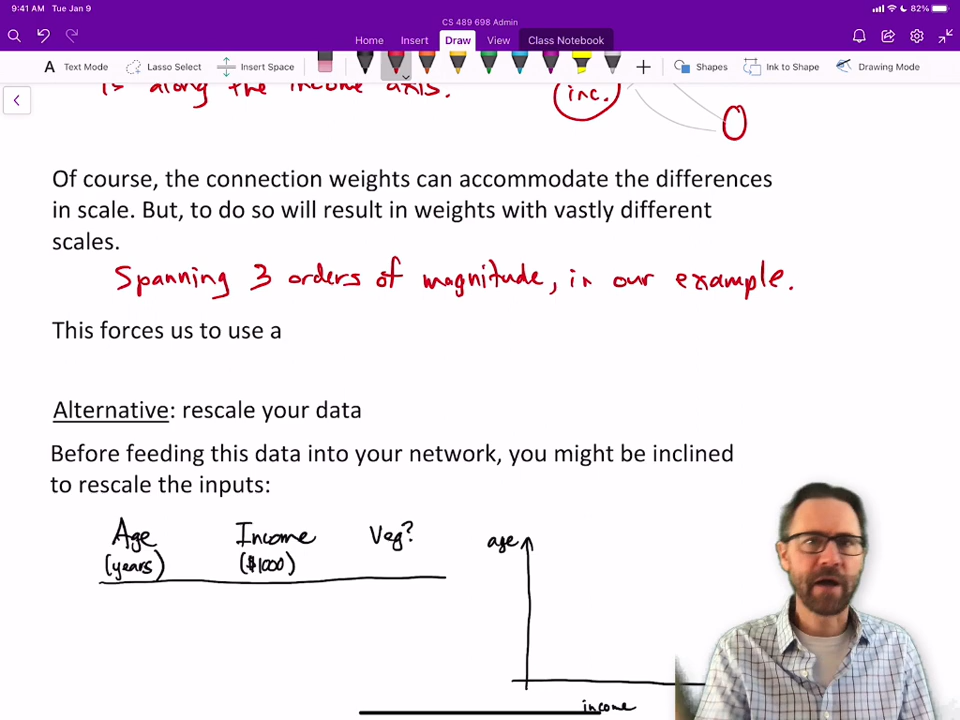 9:41 AM Tue Jan 9
82%
CS 489 698 Admin
Home Insert Draw View Class Notebook
A Text Mode Lasso Select Insert Space Shapes Ink to Shape Drawing Mode
is along the income axis.
inc.
Of course, the connection weights can accommodate the differences
in scale. But, to do so will result in weights with vastly different
scales.
Spanning 3 orders of magnitude, in our example.
This forces us to use a
Alternative: rescale your data
Before feeding this data into your network, you might be inclined
to rescale the inputs:
Age Income Veg?
(years) ($1000)
age
income